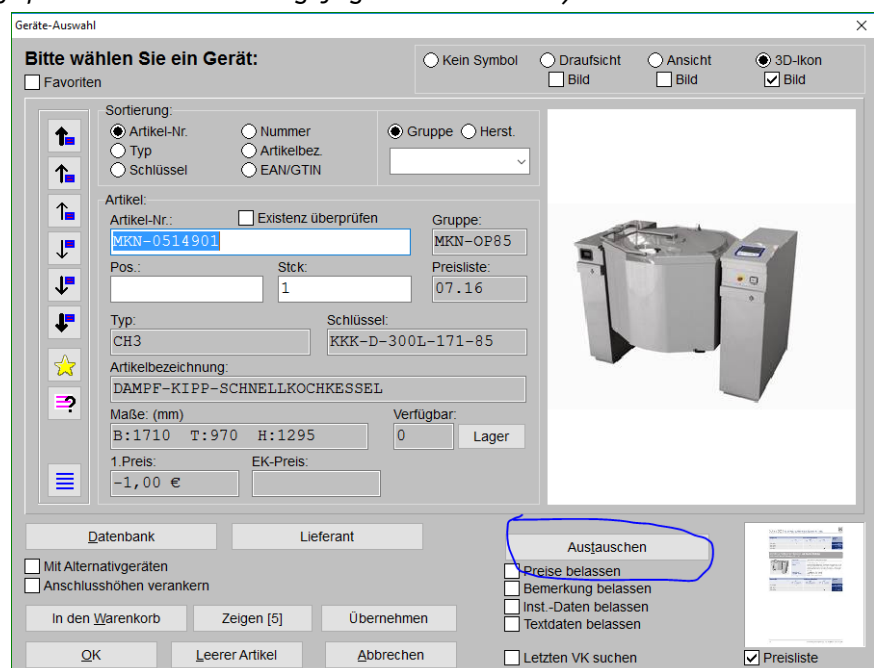 Geräte-Auswahl
Bitte wählen Sie ein Gerät:
Favoriten
Kein Symbol
Draufsicht
Ansicht
3D-Ikon
Bild
Bild
Bild
Sortierung:
Artikel-Nr.
Nummer
Typ
Artikelbez.
Schlüssel
EAN/GTIN
Gruppe
Herst.
Artikel:
Artikel-Nr.:
Existenz überprüfen
Gruppe:
MKN-0514901
MKN-OP85
Pos.:
Stck:
Preisliste:
1
07.16
Typ:
Schlüssel:
CH3
KKK-D-300L-171-85
Artikelbezeichnung:
DAMPF-KIPP-SCHNELLKOCHKESSEL
Maße: (mm)
Verfügbar:
B:1710 T:970 H:1295
0
Lager
1.Preis:
EK-Preis:
-1,00 €
Datenbank
Lieferant
Austauschen
Mit Alternativgeräten
Anschlusshöhen verankern
Preise belassen
Bemerkung belassen
Inst.-Daten belassen
Textdaten belassen
In den Warenkorb
Zeigen [5]
Übernehmen
OK
Leerer Artikel
Abbrechen
Letzten VK suchen
Preisliste